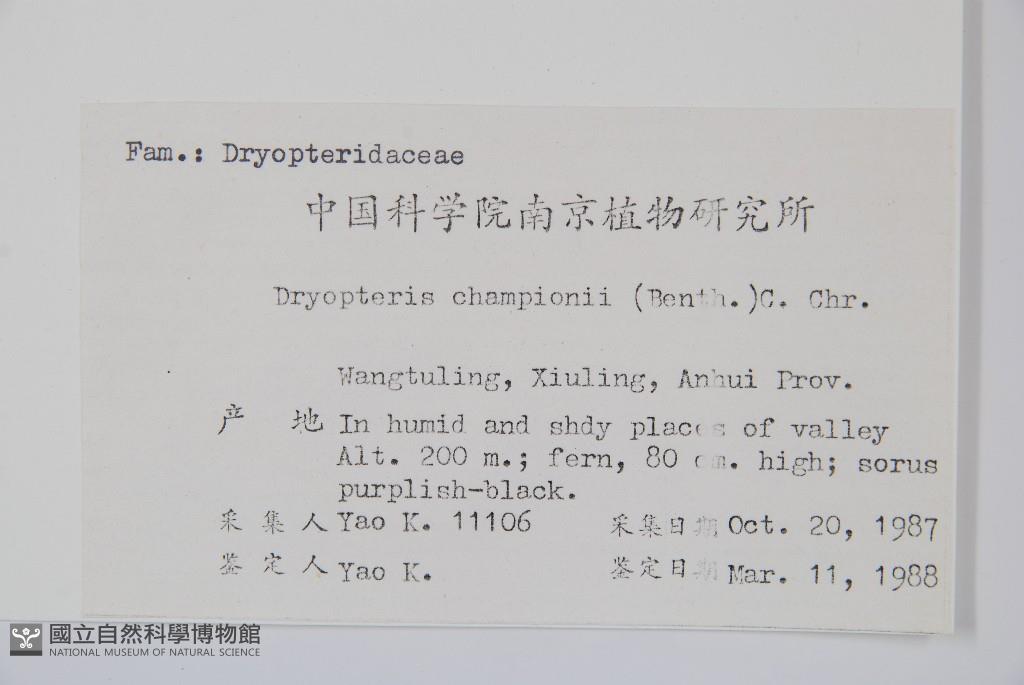 Fam.: Dryopteridaceae
中国科学院南京植物研究所
Dryopteris championii (Benth.)C. Chr.
Wangtuling, Xiuling, Anhui Prov.
产 地 In humid and shdy places of valley
Alt. 200 m.; fern, 80 cm. high; sorus
purplish-black.
采 集 人 Yao K. 11106 采集日期 Oct. 20, 1987
鉴 定 人 Yao K. 鉴定日期 Mar. 11, 1988
國立自然科學博物館
NATIONAL MUSEUM OF NATURAL SCIENCE